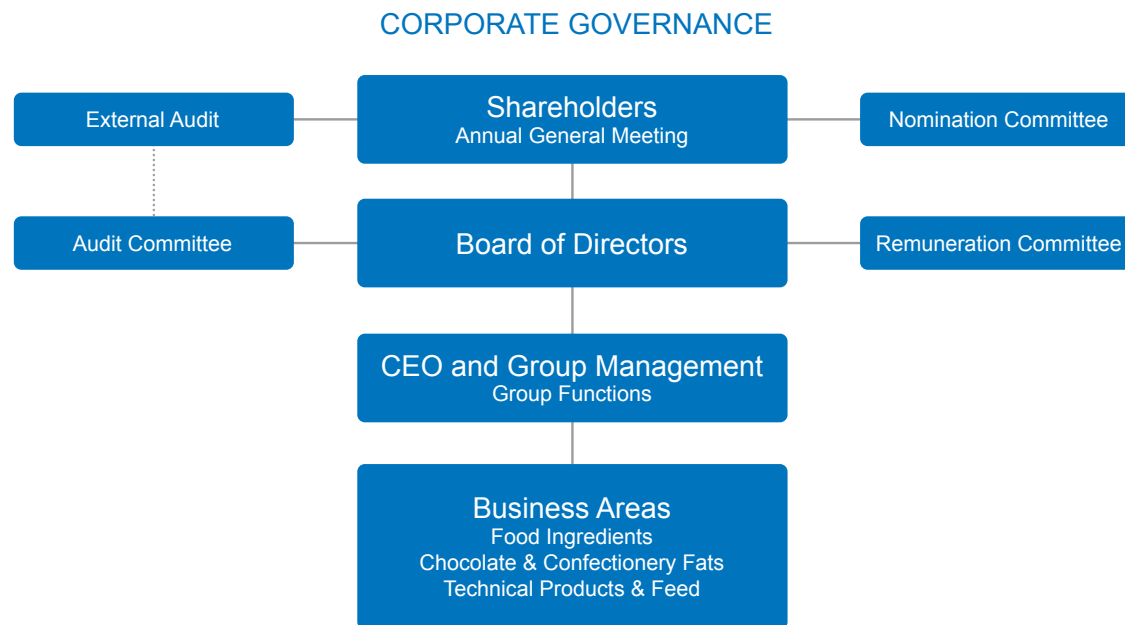 CORPORATE GOVERNANCE
External Audit
Shareholders
Annual General Meeting
Nomination Committee
Audit Committee
Board of Directors
Remuneration Committee
CEO and Group Management
Group Functions
Business Areas
Food Ingredients
Chocolate & Confectionery Fats
Technical Products & Feed